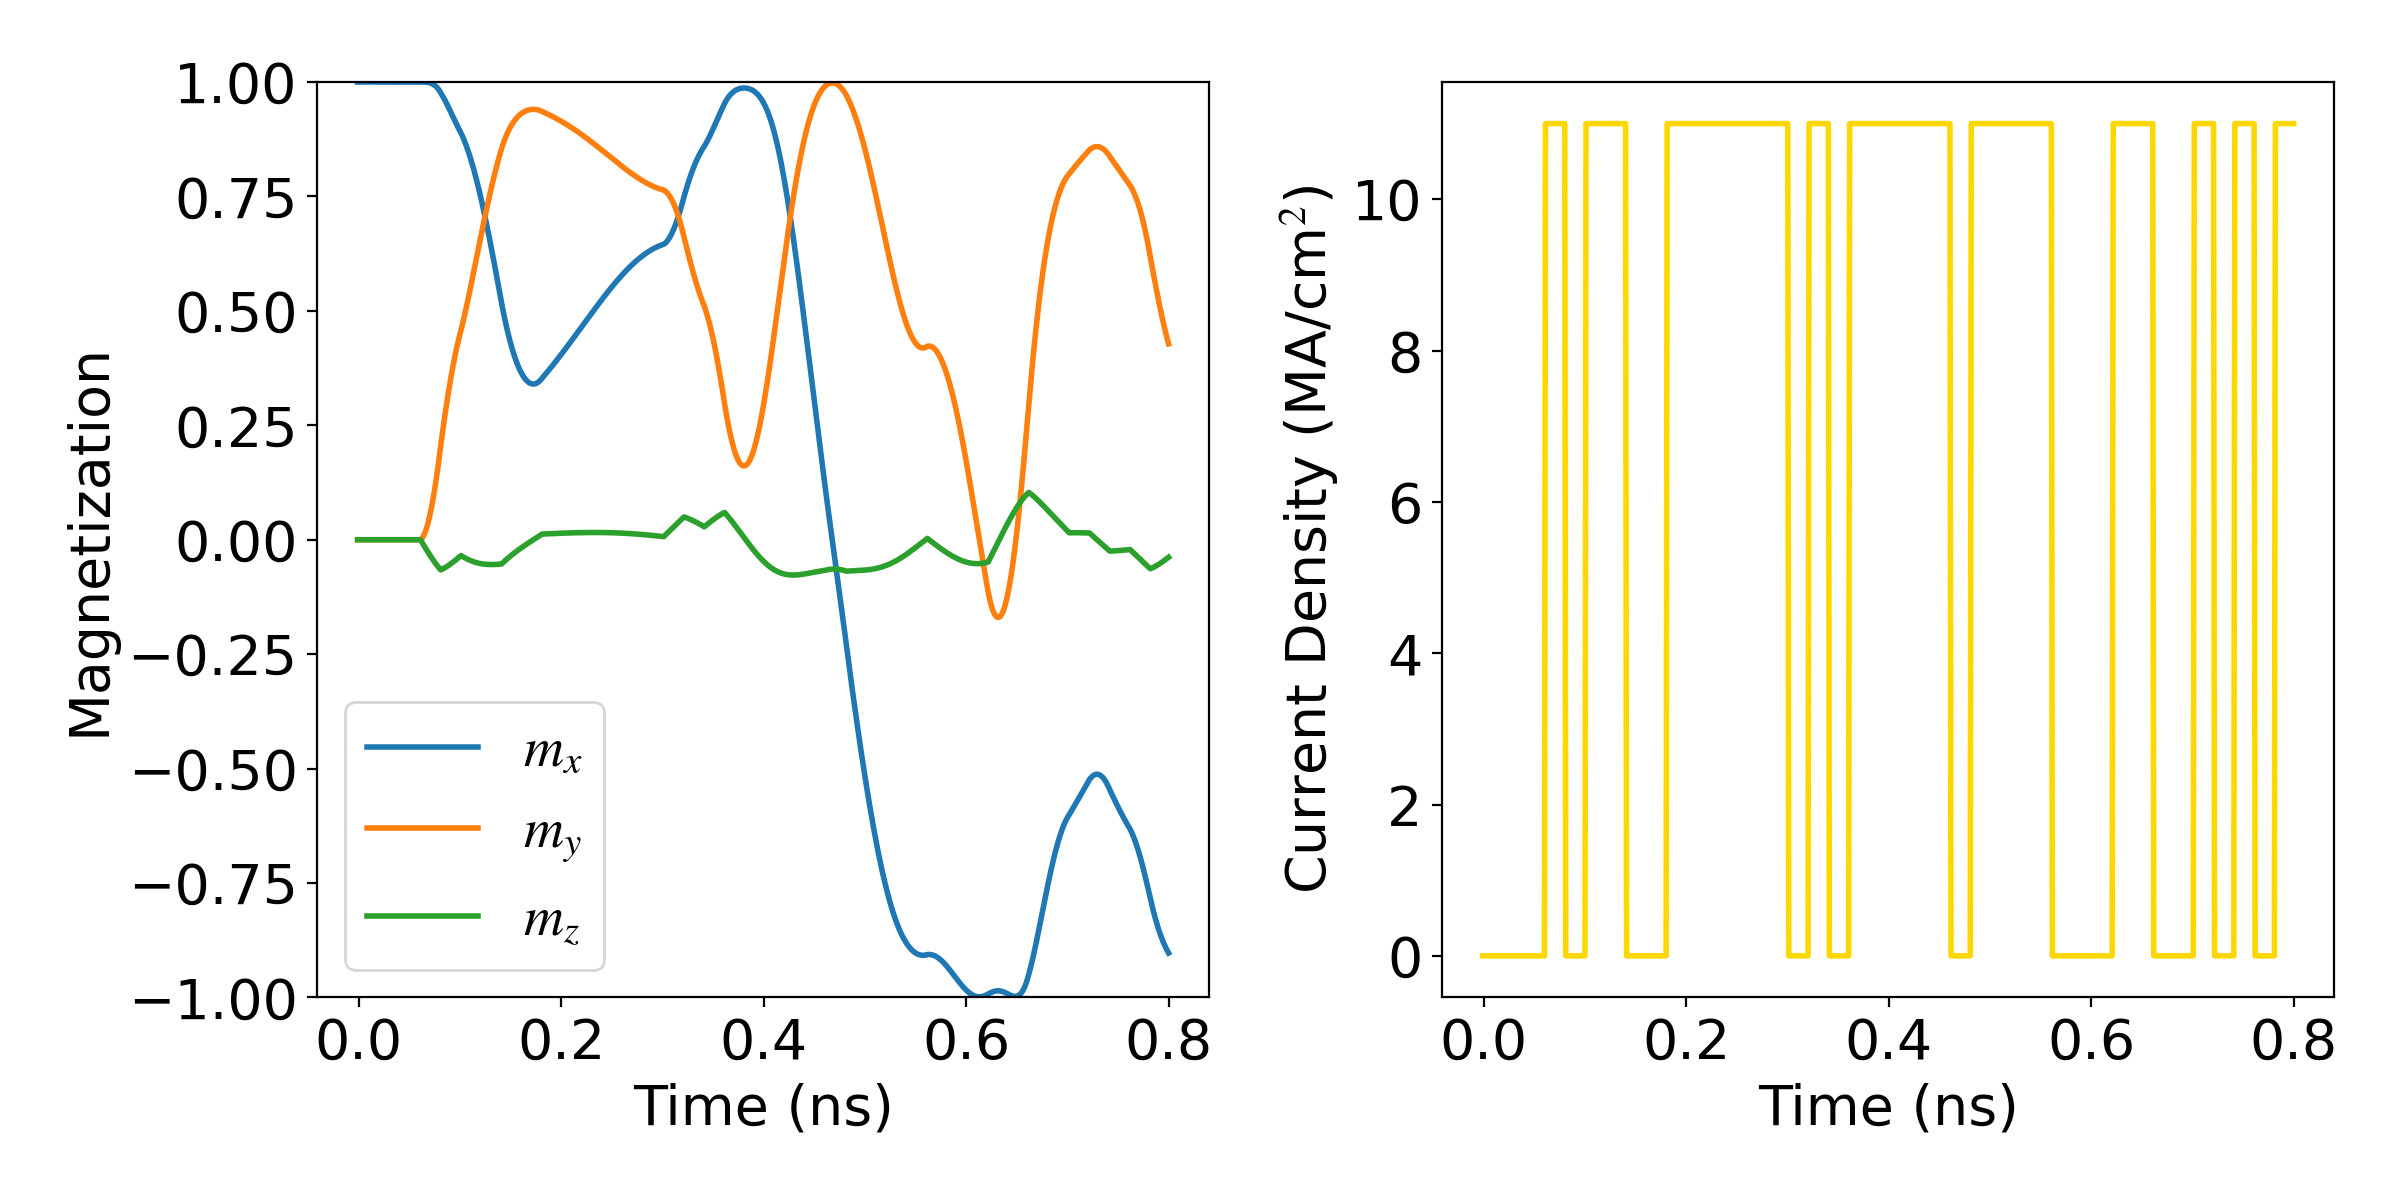 Magnetization
1.00
0.75
0.50
0.25
0.00
−0.25
−0.50
−0.75
−1.00
m_x
m_y
m_z
0.0 0.2 0.4 0.6 0.8
Time (ns)
Current Density (MA/cm²)
10
8
6
4
2
0
0.0 0.2 0.4 0.6 0.8
Time (ns)